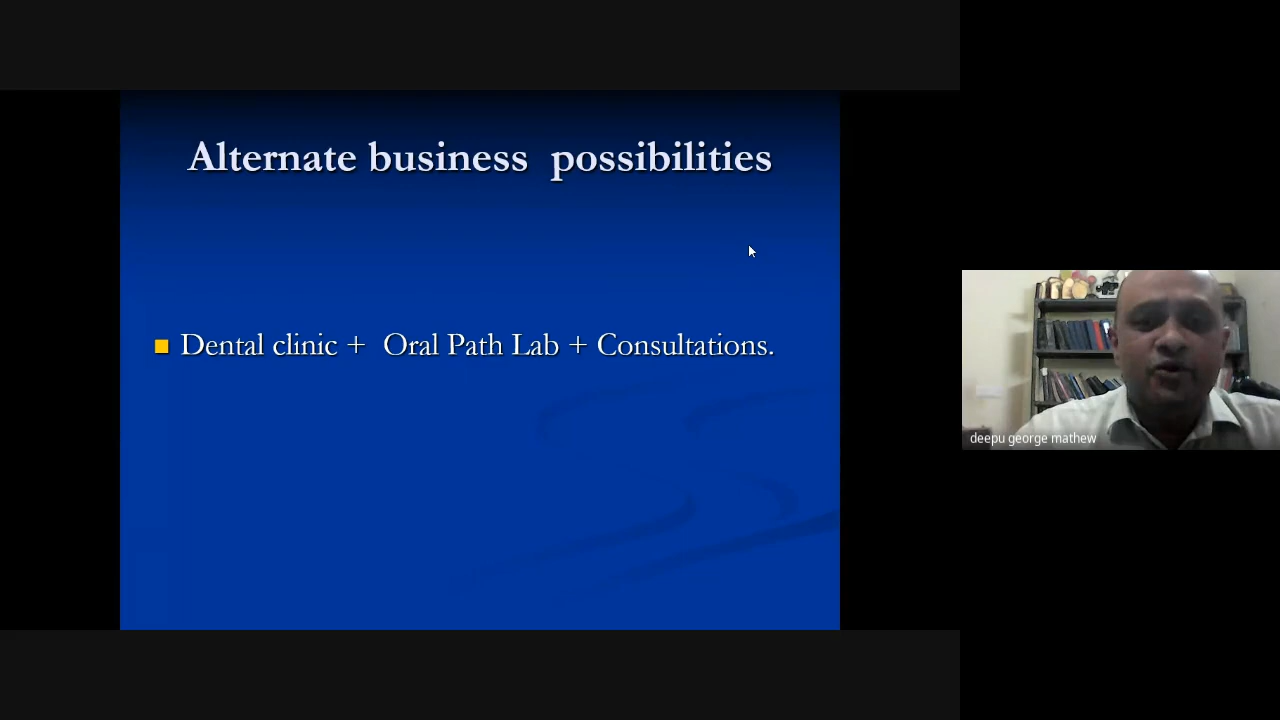 Alternate business possibilities
Dental clinic + Oral Path Lab + Consultations.
deepu george mathew